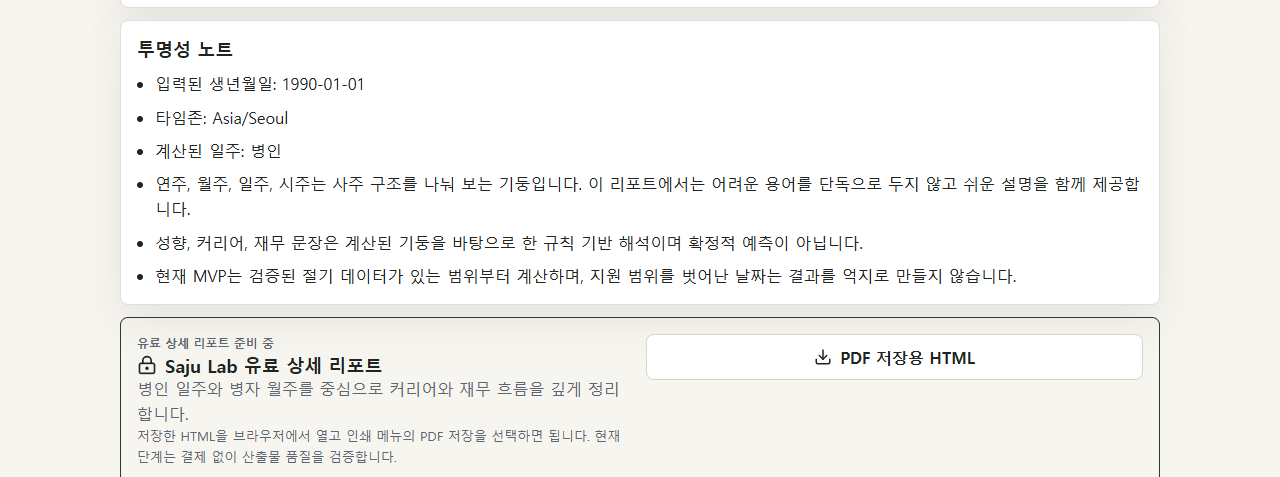 투명성 노트
입력된 생년월일: 1990-01-01
타임존: Asia/Seoul
계산된 일주: 병인
연주, 월주, 일주, 시주는 사주 구조를 나눠 보는 기둥입니다. 이 리포트에서는 어려운 용어를 단독으로 두지 않고 쉬운 설명을 함께 제공합
니다.
성향, 커리어, 재무 문장은 계산된 기둥을 바탕으로 한 규칙 기반 해석이며 확정적 예측이 아닙니다.
현재 MVP는 검증된 절기 데이터가 있는 범위부터 계산하며, 지원 범위를 벗어난 날짜는 결과를 억지로 만들지 않습니다.
유료 상세 리포트 준비 중
Saju Lab 유료 상세 리포트
병인 일주와 병자 월주를 중심으로 커리어와 재무 흐름을 깊게 정리
합니다.
저장한 HTML을 브라우저에서 열고 인쇄 메뉴의 PDF 저장을 선택하면 됩니다. 현재
단계는 결제 없이 산출물 품질을 검증합니다.
PDF 저장용 HTML